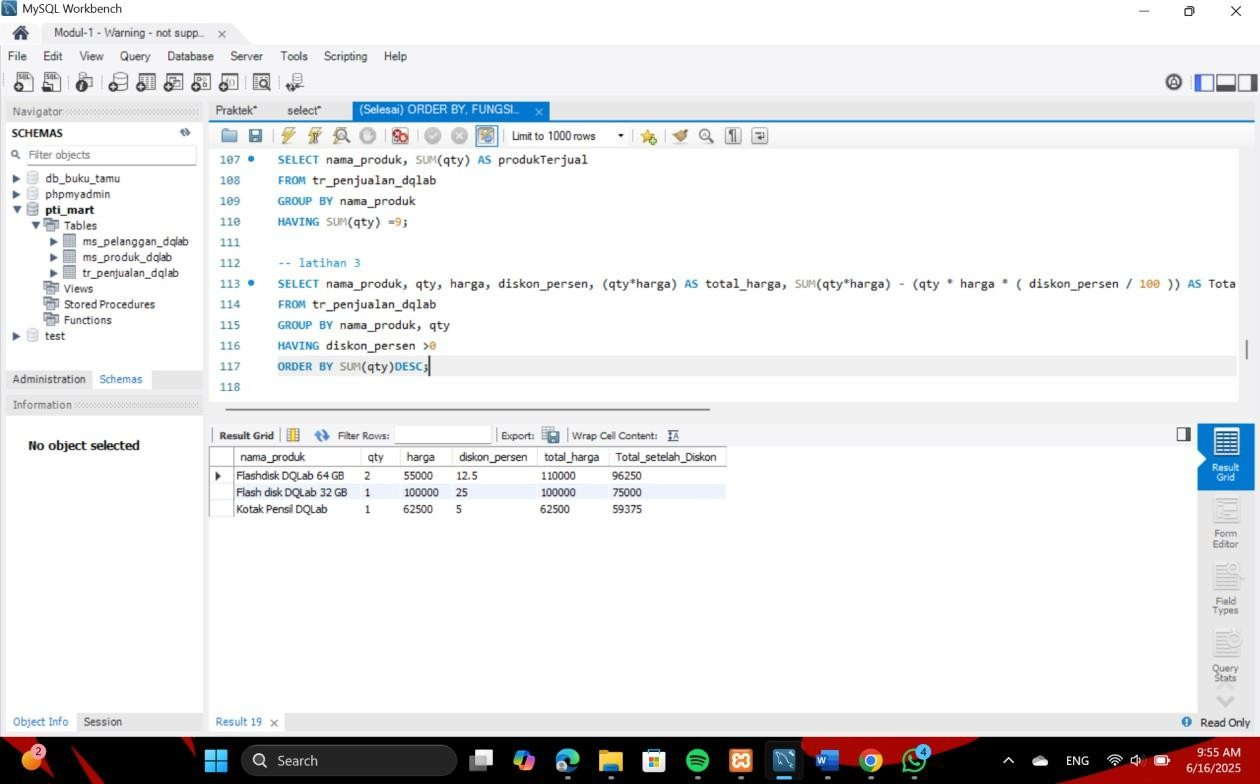 MySQL Workbench
Modul-1 - Warning - not supp...
File Edit View Query Database Server Tools Scripting Help
Navigator
SCHEMAS
Filter objects
db_buku_tamu
phpmyadmin
pti_mart
Tables
ms_pelanggan_dqlab
ms_produk_dqlab
tr_penjualan_dqlab
Views
Stored Procedures
Functions
test
Administration Schemas
Information
No object selected
Object Info Session
Praktek* select* (Selesai) ORDER BY, FUNGSI...
Limit to 1000 rows
107 SELECT nama_produk, SUM(qty) AS produkTerjual
108 FROM tr_penjualan_dqlab
109 GROUP BY nama_produk
110 HAVING SUM(qty) =9;
111
112 -- latihan 3
113 SELECT nama_produk, qty, harga, diskon_persen, (qty*harga) AS total_harga, SUM(qty*harga) - (qty * harga * ( diskon_persen / 100 )) AS Tota
114 FROM tr_penjualan_dqlab
115 GROUP BY nama_produk, qty
116 HAVING diskon_persen >0
117 ORDER BY SUM(qty)DESC;
118
Result Grid Filter Rows: Export: Wrap Cell Content:
nama_produk qty harga diskon_persen total_harga Total_setelah_Diskon
Flashdisk DQLab 64 GB 2 55000 12.5 110000 96250
Flash disk DQLab 32 GB 1 100000 25 100000 75000
Kotak Pensil DQLab 1 62500 5 62500 59375
Result Grid
Form Editor
Field Types
Query Stats
Result 19
Read Only
2
Search
4
ENG
9:55 AM
6/16/2025